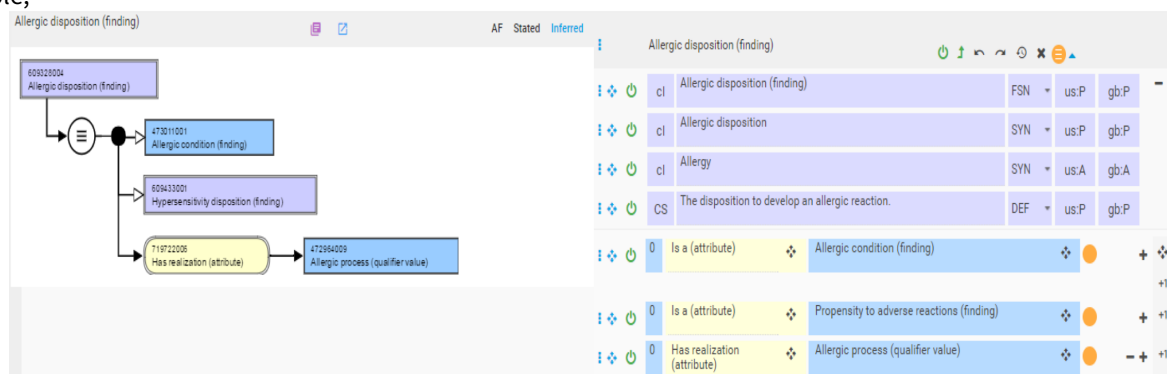 ple,
Allergic disposition (finding)
AF Stated Inferred
609328004
Allergic disposition (finding)
473011001
Allergic condition (finding)
609433001
Hypersensitivity disposition (finding)
719722006
Has realization (attribute)
472964009
Allergic process (qualifier value)
Allergic disposition (finding)
cI Allergic disposition (finding) FSN us:P gb:P
cI Allergic disposition SYN us:P gb:P
cI Allergy SYN us:A gb:A
CS The disposition to develop an allergic reaction. DEF us:P gb:P
0 Is a (attribute) Allergic condition (finding)
+1
0 Is a (attribute) Propensity to adverse reactions (finding) +1
0 Has realization (attribute) Allergic process (qualifier value) +1